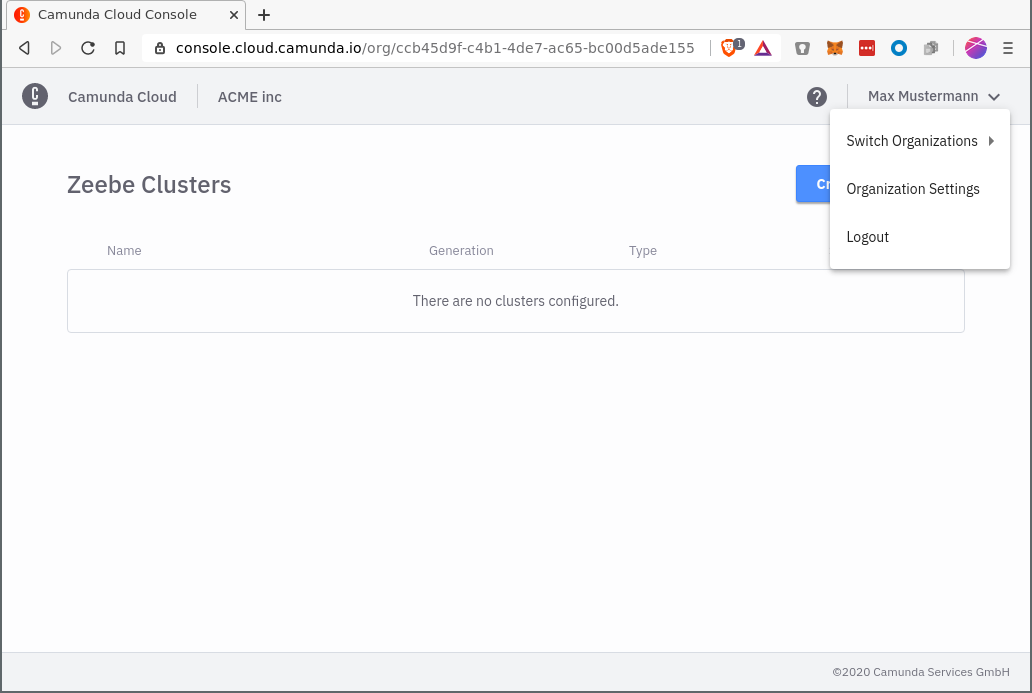 Camunda Cloud Console
console.cloud.camunda.io/org/ccb45d9f-c4b1-4de7-ac65-bc00d5ade155
1
Camunda Cloud
ACME inc
Max Mustermann
Switch Organizations
Organization Settings
Logout
Zeebe Clusters
Cr
Name
Generation
Type
There are no clusters configured.
©2020 Camunda Services GmbH